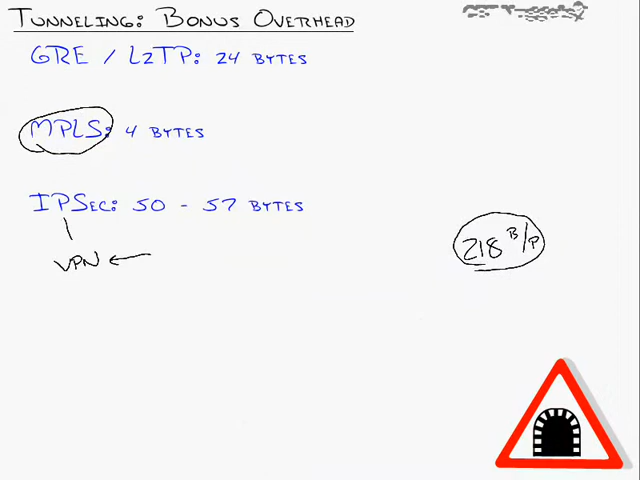 TUNNELING: BONUS OVERHEAD
GRE / L2TP: 24 BYTES
MPLS: 4 BYTES
IPSEC: 50 - 57 BYTES
218 B/P
VPN